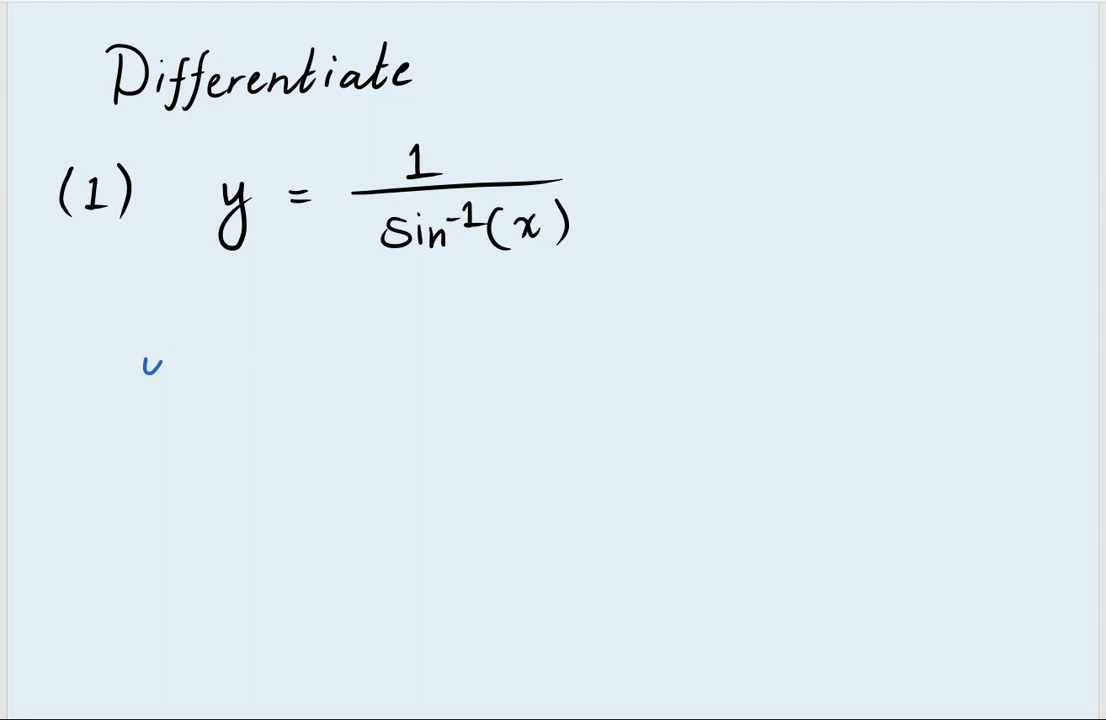 Differentiate
(1) y = 1 / sin⁻¹(x)